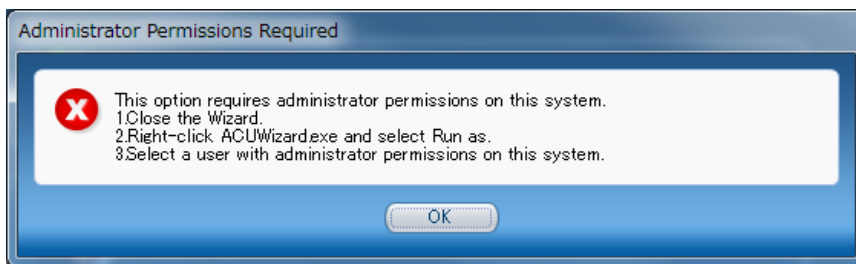 Administrator Permissions Required
This option requires administrator permissions on this system.
1.Close the Wizard.
2.Right-click ACUWizard.exe and select Run as.
3.Select a user with administrator permissions on this system.
OK